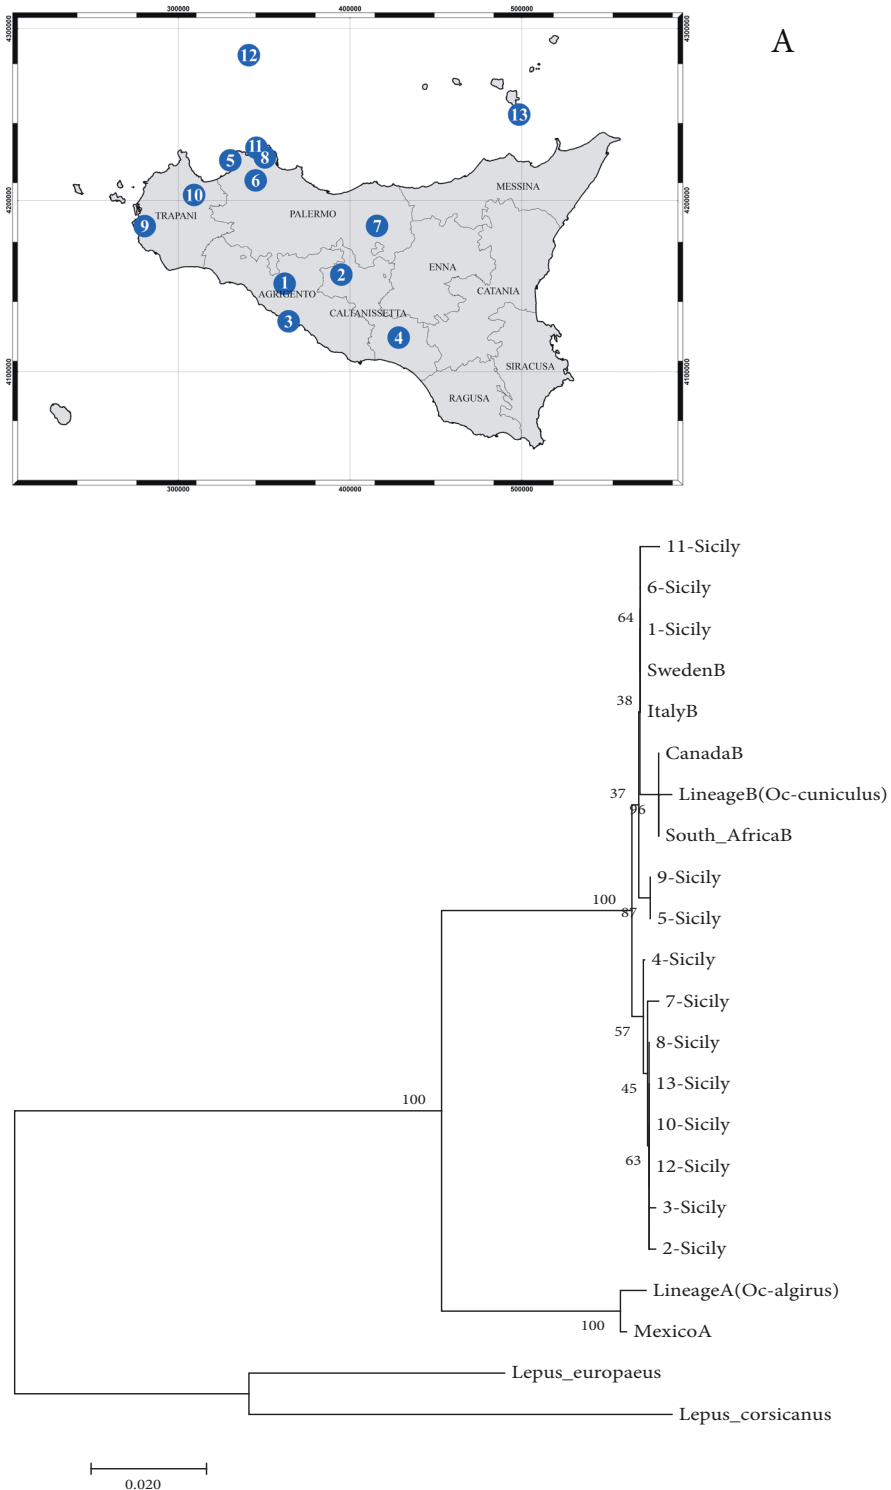 300000 400000 500000
A
4300000 4300000
12
13
11
5 8
6
MESSINA
10
4200000 4200000
TRAPANI PALERMO
9 7
ENNA
2
1
CATANIA
AGRIGENTO
CALTANISSETTA
3
4
SIRACUSA
4100000 4100000
RAGUSA
300000 400000 500000
11-Sicily
6-Sicily
64
1-Sicily
SwedenB
38
ItalyB
CanadaB
37
LineageB(Oc-cuniculus)
96
South_AfricaB
9-Sicily
100
87
5-Sicily
4-Sicily
7-Sicily
57
8-Sicily
13-Sicily
45
100
10-Sicily
63
12-Sicily
3-Sicily
2-Sicily
LineageA(Oc-algirus)
100
MexicoA
Lepus_europaeus
Lepus_corsicanus
0.020